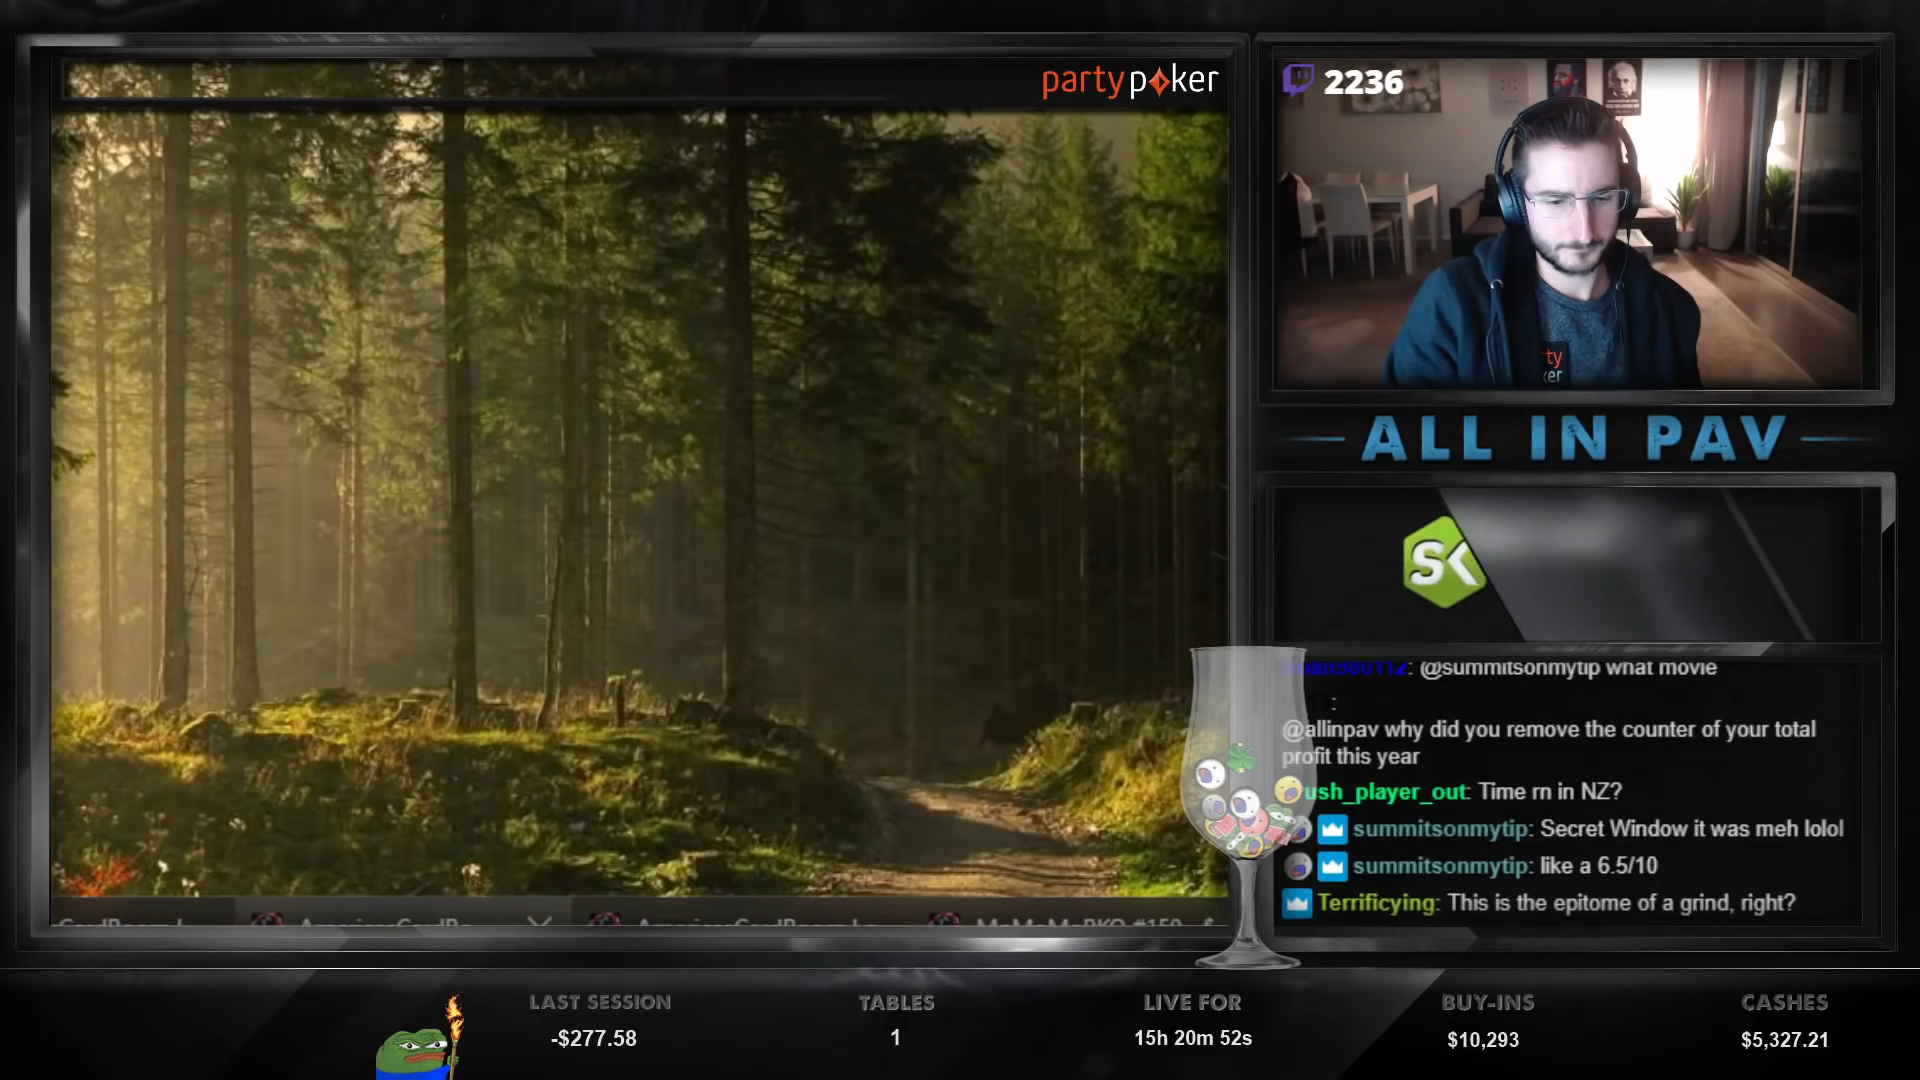 partypoker
2236
ty
ker
ALL IN PAV
SK
: @summitsonmytip what movie
:
@allinpav why did you remove the counter of your total
profit this year
ush_player_out: Time rn in NZ?
summitsonmytip: Secret Window it was meh lolol
summitsonmytip: like a 6.5/10
Terrificying: This is the epitome of a grind, right?
LAST SESSION
-$277.58
TABLES
1
LIVE FOR
15h 20m 52s
BUY-INS
$10,293
CASHES
$5,327.21